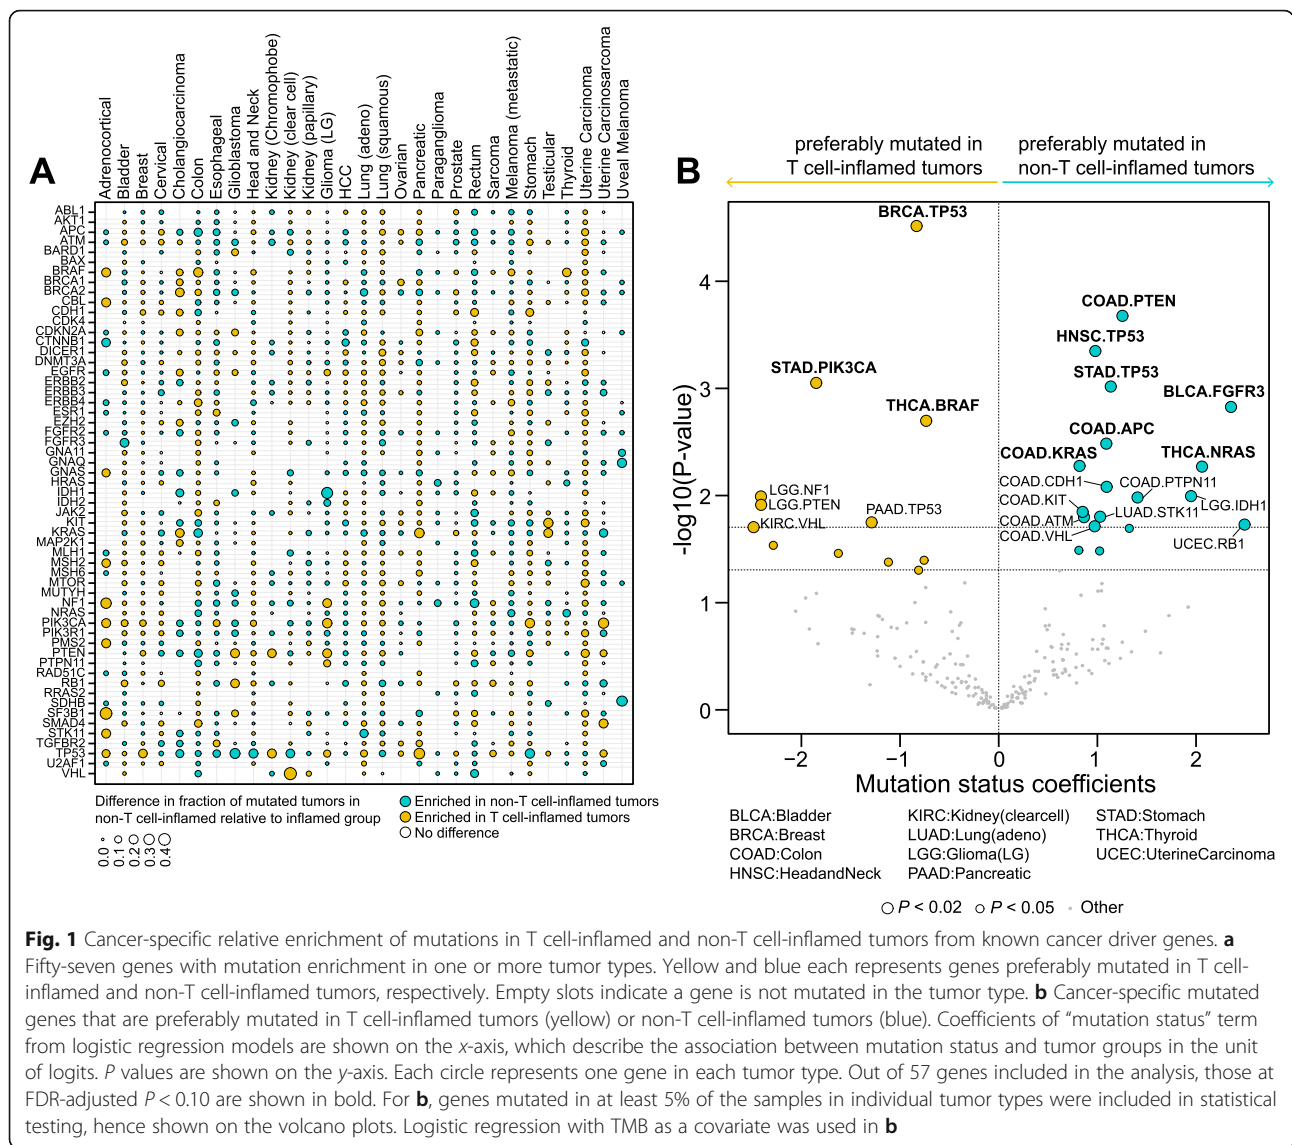 A
Adrenocortical
Bladder
Breast
Cervical
Cholangiocarcinoma
Colon
Esophageal
Glioblastoma
Head and Neck
Kidney (Chromophobe)
Kidney (clear cell)
Kidney (papillary)
Glioma (LG)
HCC
Lung (adeno)
Lung (squamous)
Ovarian
Pancreatic
Paraganglioma
Prostate
Rectum
Sarcoma
Melanoma (metastatic)
Stomach
Testicular
Thyroid
Uterine Carcinoma
Uterine Carcinosarcoma
Uveal Melanoma
ABL1
AKT1
APC
ATM
BARD1
BAX
BRAF
BRCA1
BRCA2
CBL
CDH1
CDK4
CDKN2A
CTNNB1
DICER1
DNMT3A
EGFR
ERBB2
ERBB3
ERBB4
ESR1
EZH2
FGFR2
FGFR3
GNA11
GNAQ
GNAS
HRAS
IDH1
IDH2
JAK2
KIT
KRAS
MAP2K1
MLH1
MSH2
MSH6
MTOR
MUTYH
NF1
NRAS
PIK3CA
PIK3R1
PMS2
PTEN
PTPN11
RAD51C
RB1
RRAS2
SDHB
SF3B1
SMAD4
STK11
TGFBR2
TP53
U2AF1
VHL
Difference in fraction of mutated tumors in
non-T cell-inflamed relative to inflamed group
0.0
0.1
0.2
0.3
0.4
Enriched in non-T cell-inflamed tumors
Enriched in T cell-inflamed tumors
No difference
B
preferably mutated in
T cell-inflamed tumors
preferably mutated in
non-T cell-inflamed tumors
-log10(P-value)
4
3
2
1
0
BRCA.TP53
COAD.PTEN
HNSC.TP53
STAD.PIK3CA
STAD.TP53
BLCA.FGFR3
THCA.BRAF
COAD.APC
COAD.KRAS
THCA.NRAS
COAD.CDH1
COAD.PTPN11
LGG.NF1
COAD.KIT
LGG.PTEN
LGG.IDH1
PAAD.TP53
LUAD.STK11
KIRC.VHL
COAD.ATM
COAD.VHL
UCEC.RB1
−2
−1
0
1
2
Mutation status coefficients
BLCA:Bladder
BRCA:Breast
COAD:Colon
HNSC:HeadandNeck
KIRC:Kidney(clearcell)
LUAD:Lung(adeno)
LGG:Glioma(LG)
PAAD:Pancreatic
STAD:Stomach
THCA:Thyroid
UCEC:UterineCarcinoma
P < 0.02
P < 0.05
Other
Fig. 1 Cancer-specific relative enrichment of mutations in T cell-inflamed and non-T cell-inflamed tumors from known cancer driver genes. a
Fifty-seven genes with mutation enrichment in one or more tumor types. Yellow and blue each represents genes preferably mutated in T cell-
inflamed and non-T cell-inflamed tumors, respectively. Empty slots indicate a gene is not mutated in the tumor type. b Cancer-specific mutated
genes that are preferably mutated in T cell-inflamed tumors (yellow) or non-T cell-inflamed tumors (blue). Coefficients of “mutation status” term
from logistic regression models are shown on the x-axis, which describe the association between mutation status and tumor groups in the unit
of logits. P values are shown on the y-axis. Each circle represents one gene in each tumor type. Out of 57 genes included in the analysis, those at
FDR-adjusted P < 0.10 are shown in bold. For b, genes mutated in at least 5% of the samples in individual tumor types were included in statistical
testing, hence shown on the volcano plots. Logistic regression with TMB as a covariate was used in b